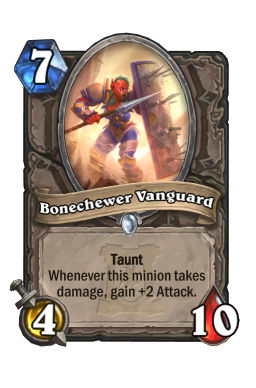 7
Bonechewer Vanguard
Taunt
Whenever this minion takes
damage, gain +2 Attack.
4
10